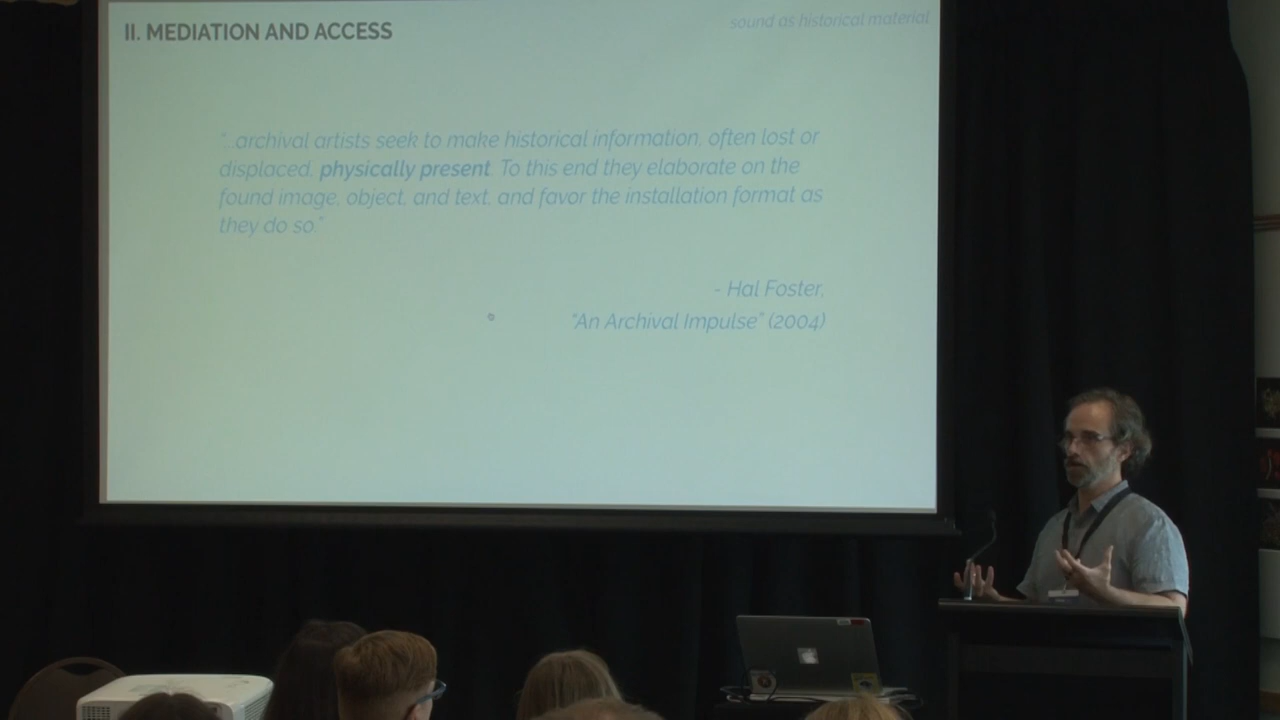 II. MEDIATION AND ACCESS
sound as historical material
“...archival artists seek to make historical information, often lost or
displaced, physically present. To this end they elaborate on the
found image, object, and text, and favor the installation format as
they do so.”
- Hal Foster,
“An Archival Impulse” (2004)